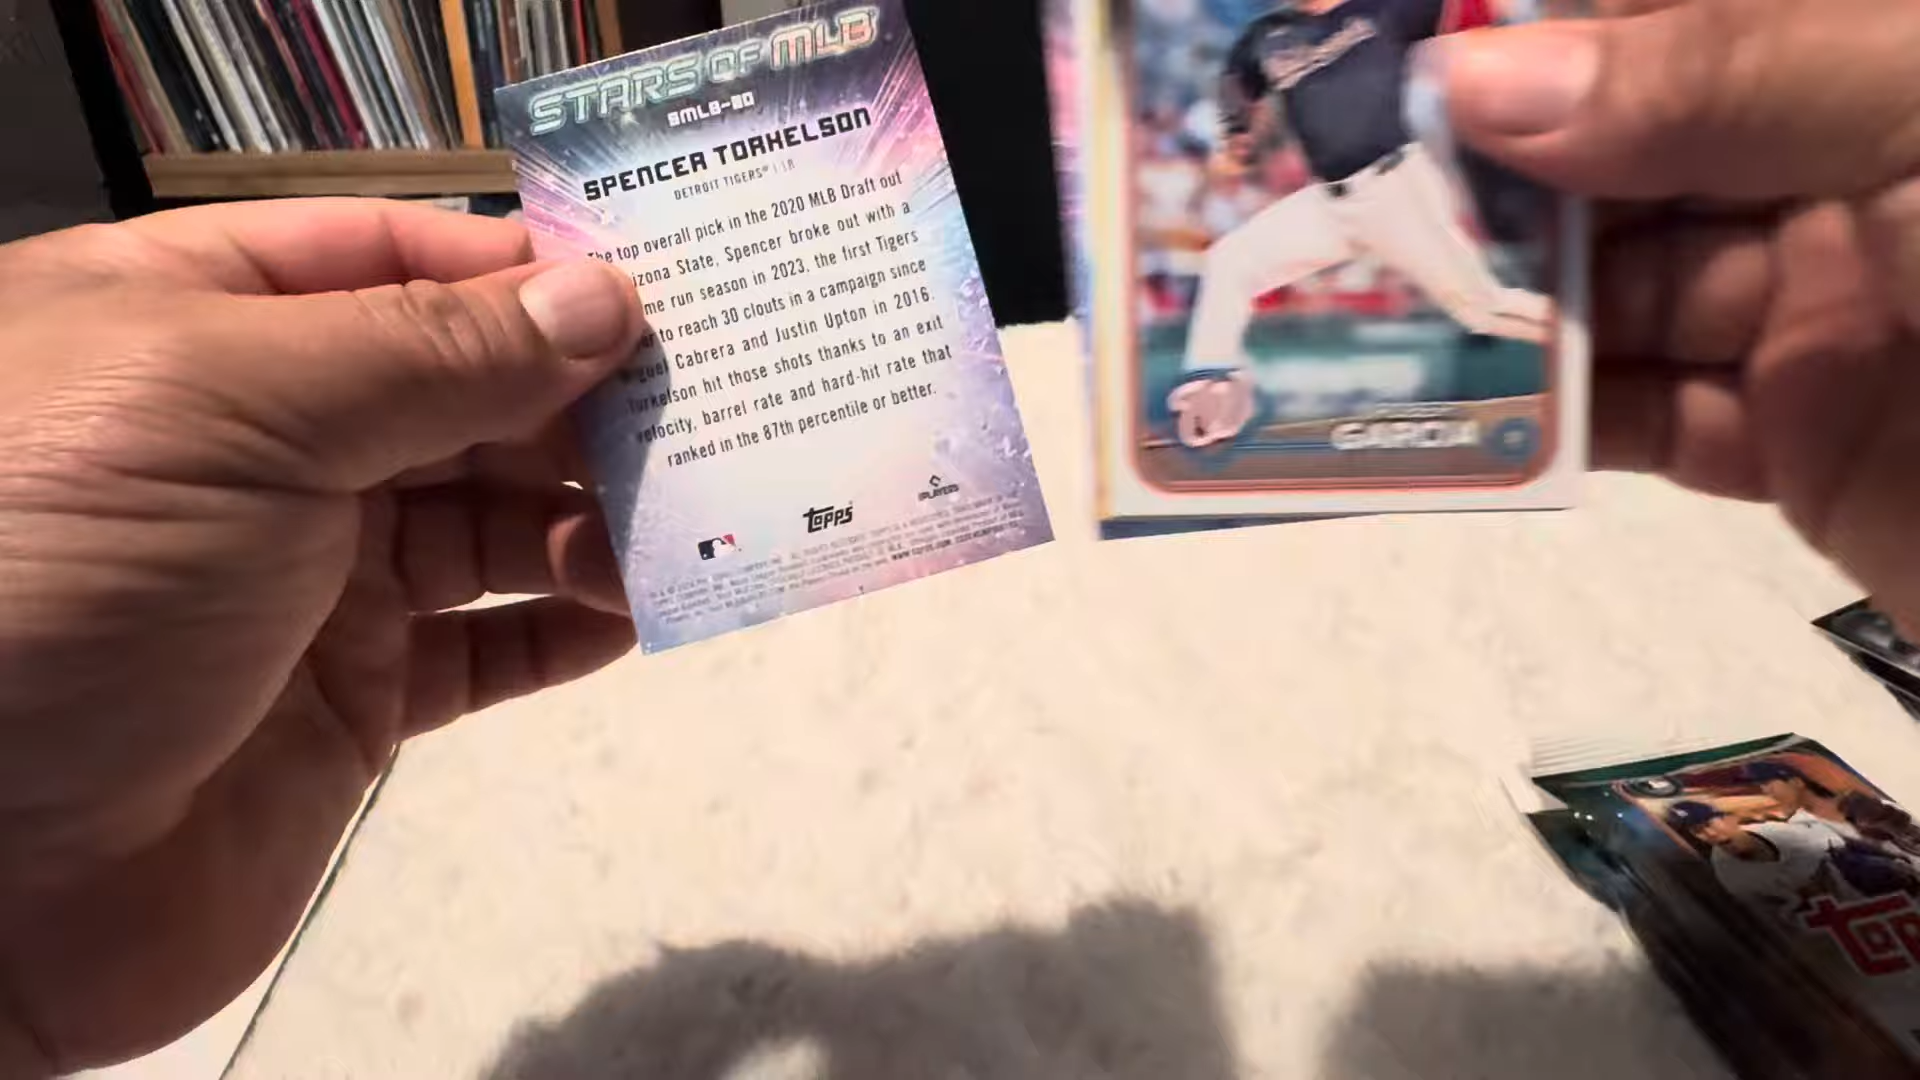 STARS OF MLB
SMLB-80
SPENCER TORKELSON
DETROIT TIGERS® | 1B
The top overall pick in the 2020 MLB Draft out
izona State, Spencer broke out with a
me run season in 2023, the first Tigers
to reach 30 clouts in a campaign since
Cabrera and Justin Upton in 2016.
Torkelson hit those shots thanks to an exit
velocity, barrel rate and hard-hit rate that
ranked in the 87th percentile or better.
topps
PLAYERS
GARCIA